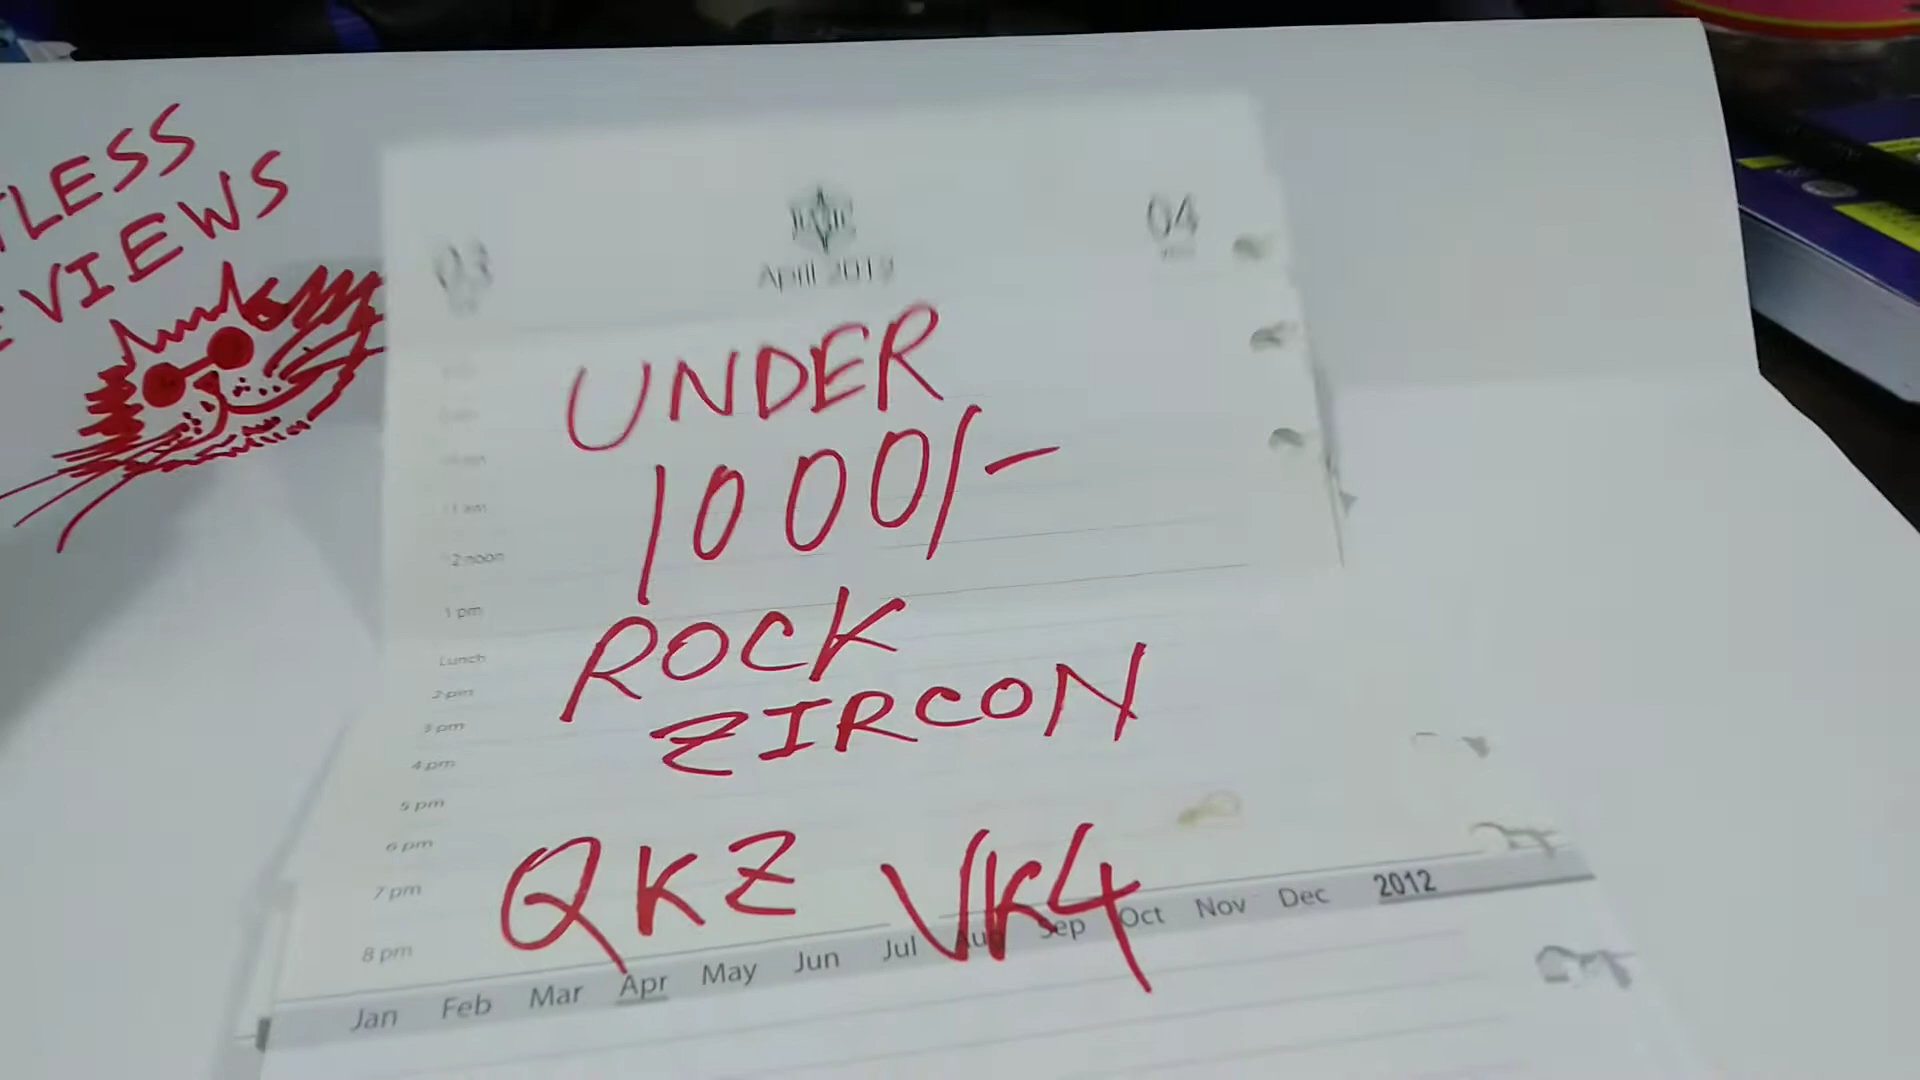 TLESS
EVIEWS
03
04
April 2012
UNDER
1000/-
ROCK
ZIRCON
QKZ VK4
1 pm
Lunch
2 pm
3 pm
4 pm
5 pm
6 pm
7 pm
8 pm
Jan Feb Mar Apr May Jun Jul Aug Sep Oct Nov Dec 2012